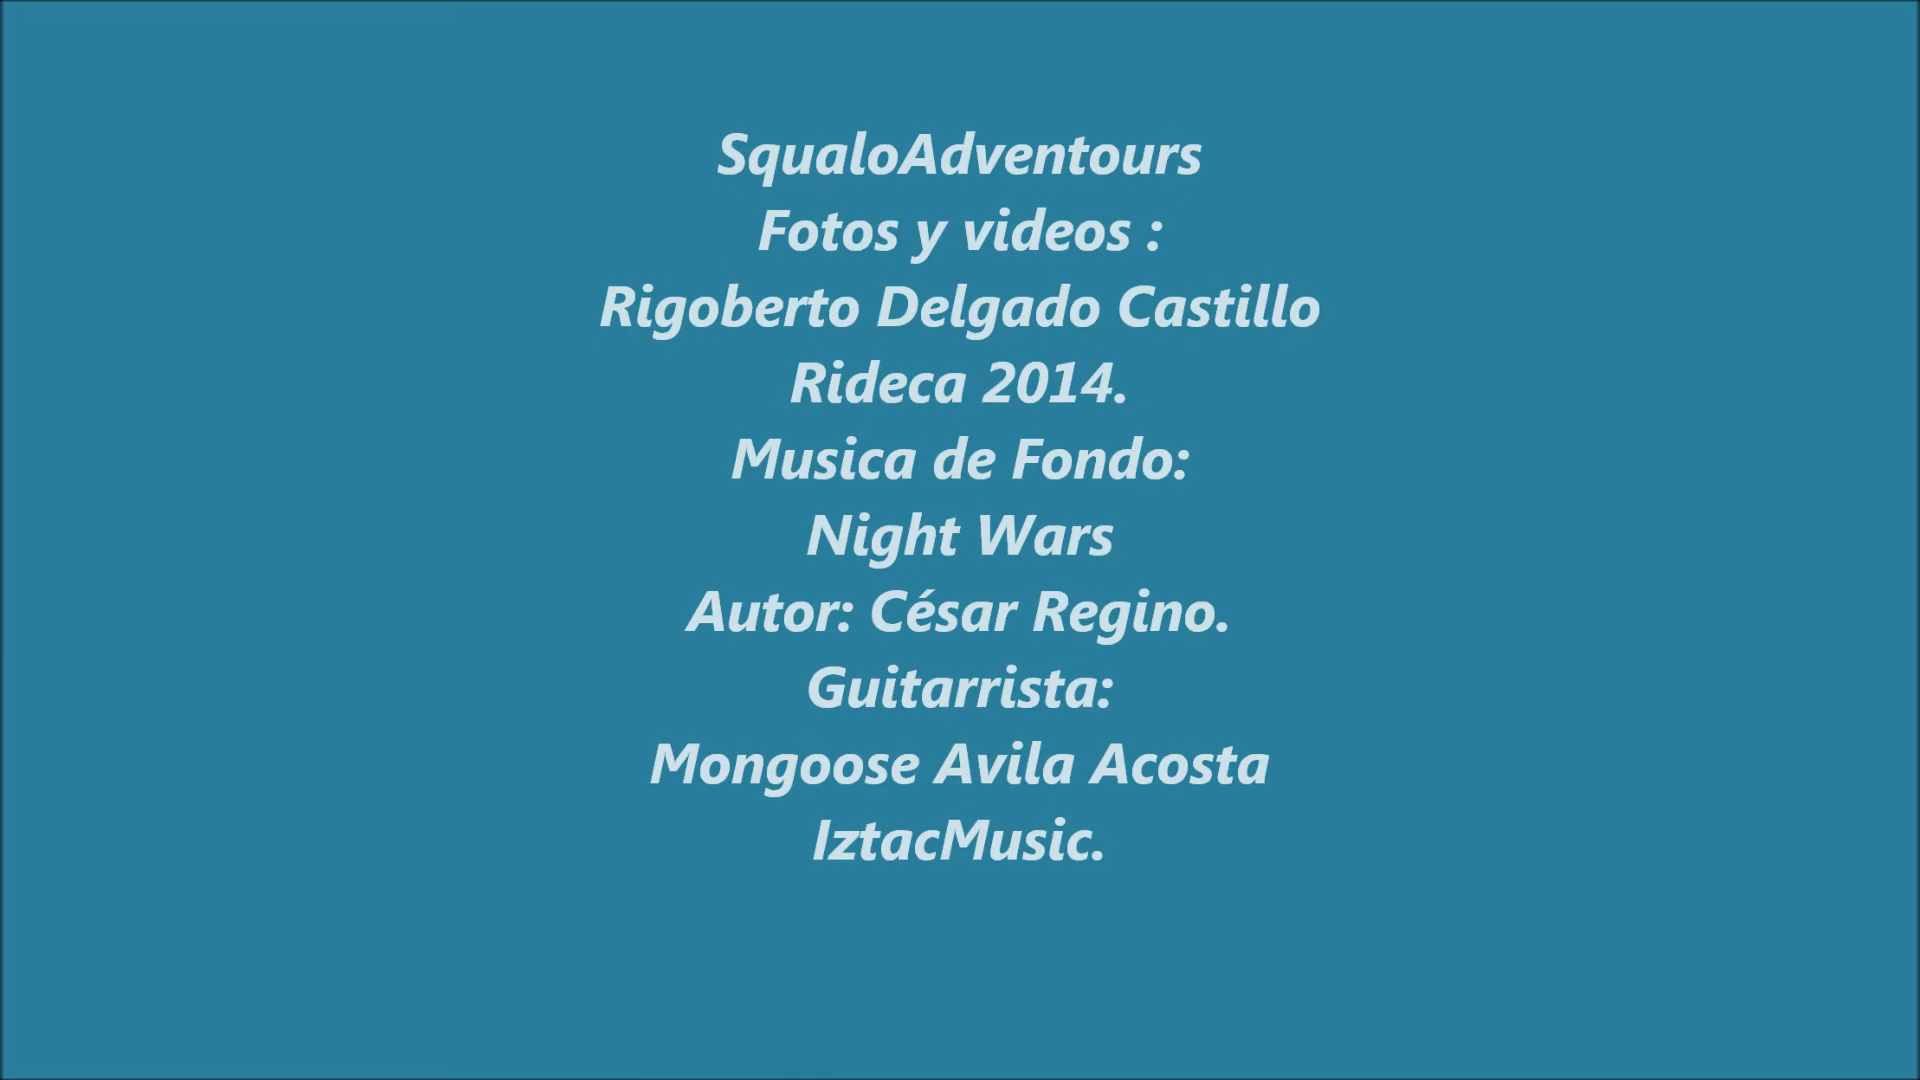 SqualoAdventours
Fotos y videos :
Rigoberto Delgado Castillo
Rideca 2014.
Musica de Fondo:
Night Wars
Autor: César Regino.
Guitarrista:
Mongoose Avila Acosta
IztacMusic.